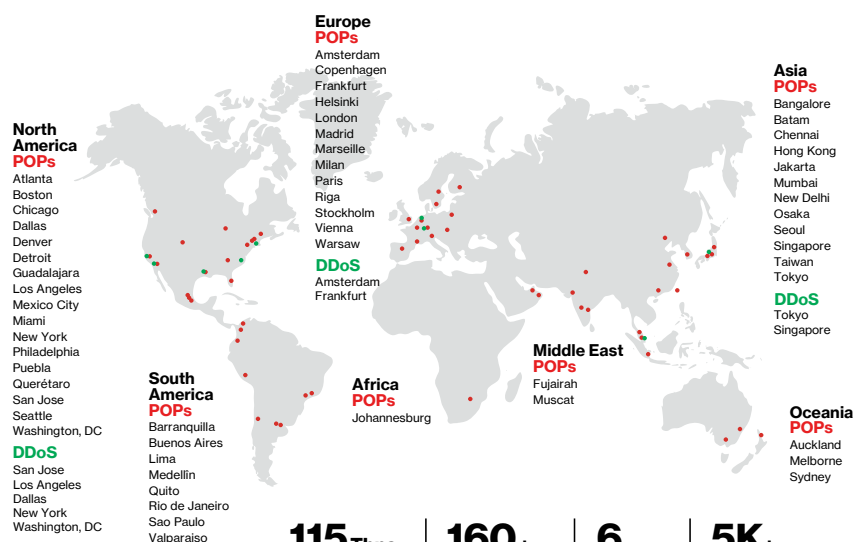 North
America
POPs
Atlanta
Boston
Chicago
Dallas
Denver
Detroit
Guadalajara
Los Angeles
Mexico City
Miami
New York
Philadelphia
Puebla
Querétaro
San Jose
Seattle
Washington, DC
DDoS
San Jose
Los Angeles
Dallas
New York
Washington, DC
South
America
POPs
Barranquilla
Buenos Aires
Lima
Medellîn
Quito
Rio de Janeiro
Sao Paulo
Valparaiso
Europe
POPs
Amsterdam
Copenhagen
Frankfurt
Helsinki
London
Madrid
Marseille
Milan
Paris
Riga
Stockholm
Vienna
Warsaw
DDoS
Amsterdam
Frankfurt
Africa
POPs
Johannesburg
Middle East
POPs
Fujairah
Muscat
Asia
POPs
Bangalore
Batam
Chennai
Hong Kong
Jakarta
Mumbai
New Delhi
Osaka
Seoul
Singapore
Taiwan
Tokyo
DDoS
Tokyo
Singapore
Oceania
POPs
Auckland
Melborne
Sydney
115 160 6 5K